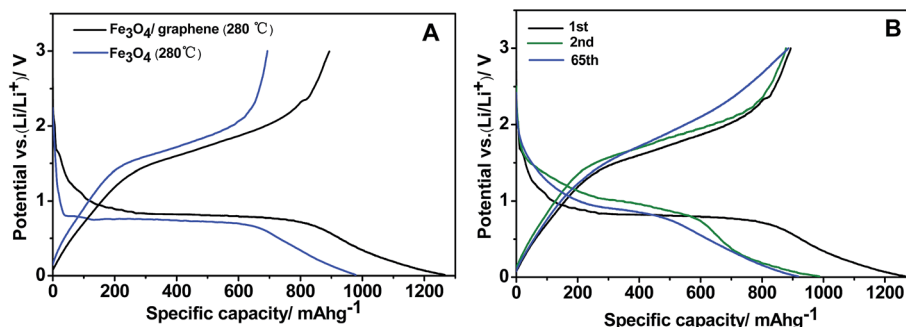 Fe₃O₄/ graphene (280 ℃)
Fe₃O₄ (280℃)
A
Potential vs.(Li/Li⁺)/ V
3
2
1
0
0 200 400 600 800 1000 1200
Specific capacity/ mAhg⁻¹
1st
2nd
65th
B
Potential vs.(Li/Li⁺)/ V
3
2
1
0
0 200 400 600 800 1000 1200
Specific capacity/ mAhg⁻¹